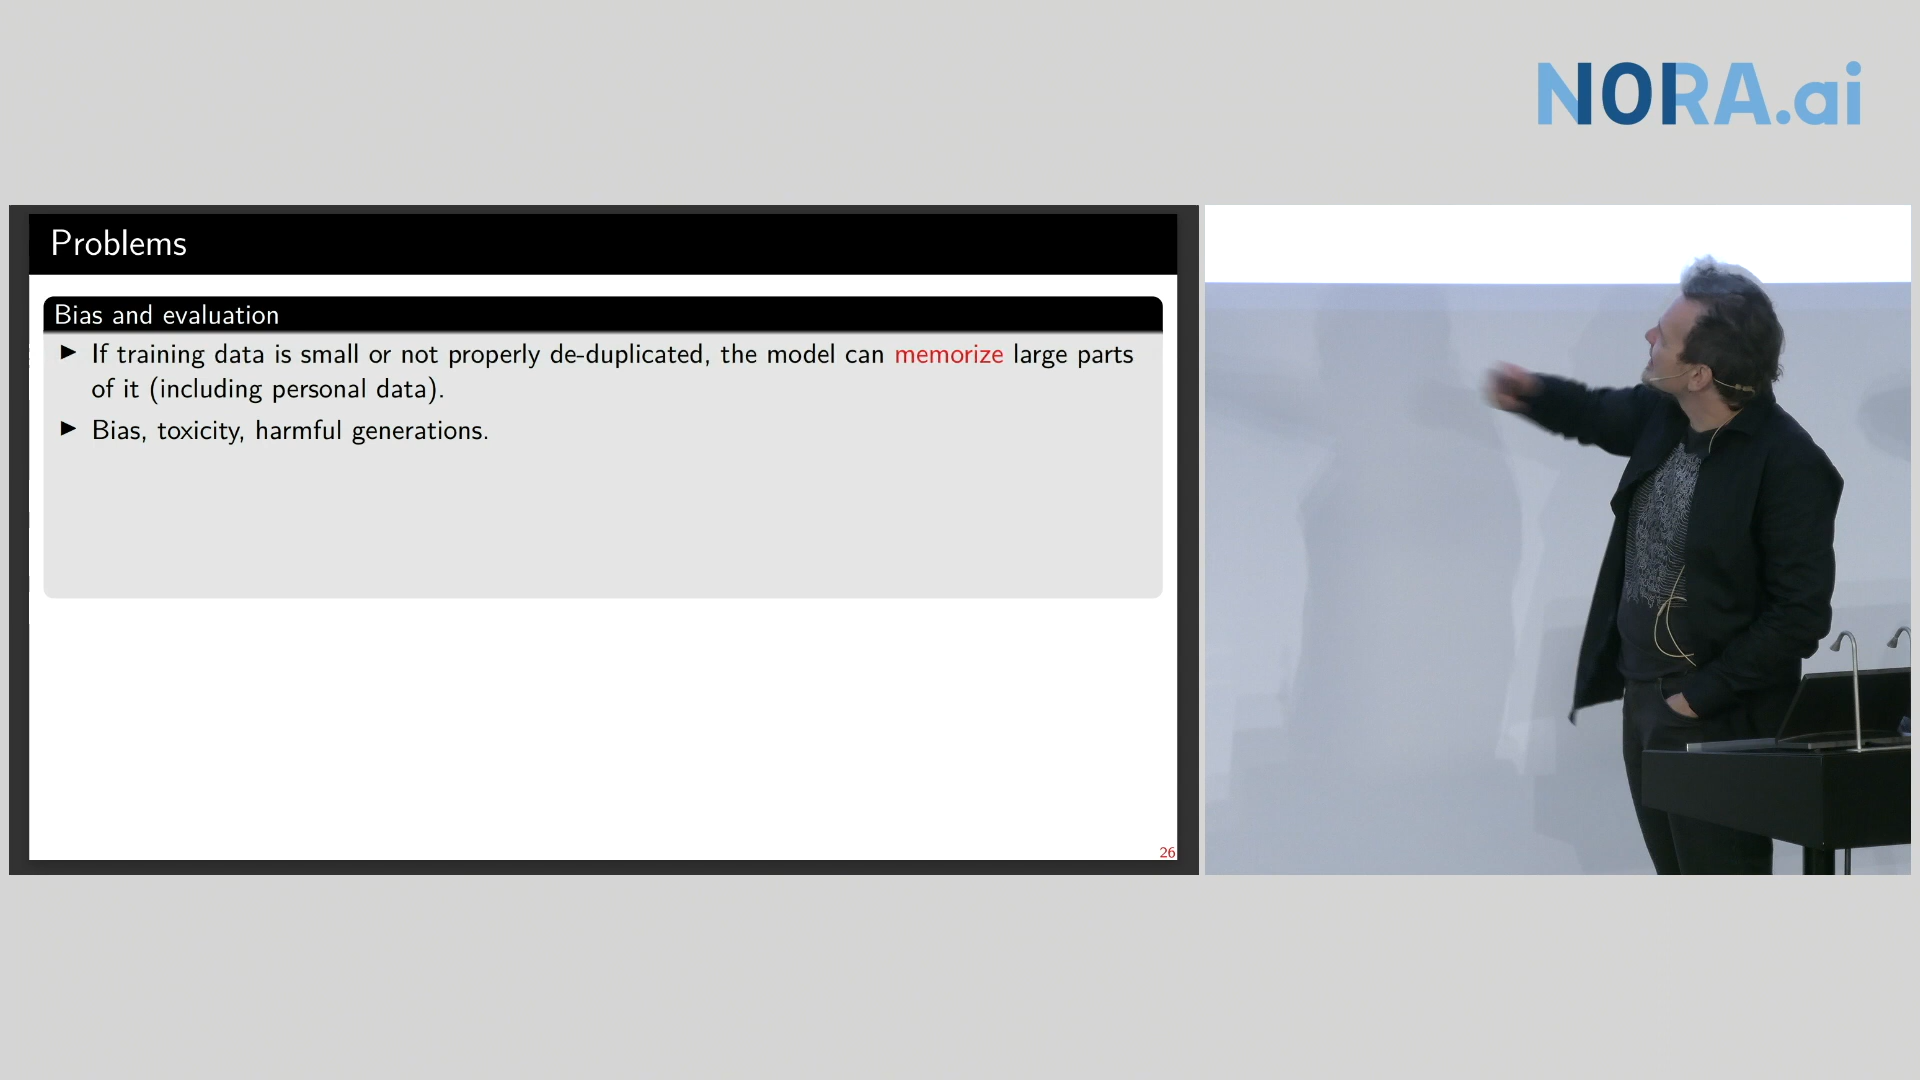 NORA.ai
Problems
Bias and evaluation
▶ If training data is small or not properly de-duplicated, the model can memorize large parts
of it (including personal data).
▶ Bias, toxicity, harmful generations.
26